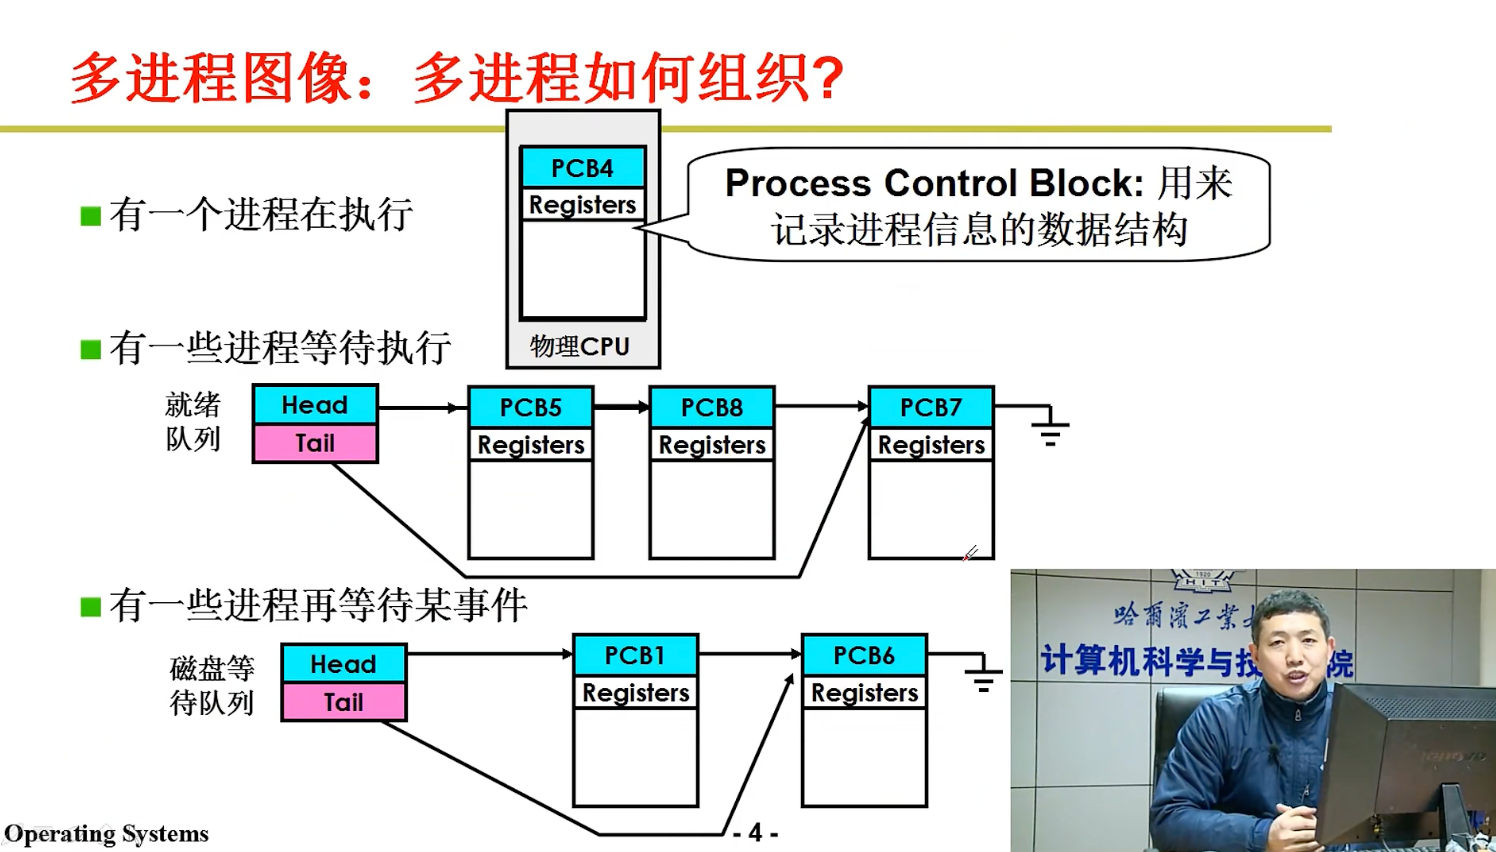 多进程图像：多进程如何组织?
PCB4
Registers
物理CPU
Process Control Block: 用来
记录进程信息的数据结构
有一个进程在执行
有一些进程等待执行
就绪
队列
Head
Tail
PCB5
Registers
PCB8
Registers
PCB7
Registers
有一些进程再等待某事件
磁盘等
待队列
Head
Tail
PCB1
Registers
PCB6
Registers
Operating Systems
- 4 -
1920
HIT
哈尔滨工业
计算机科学与技
院